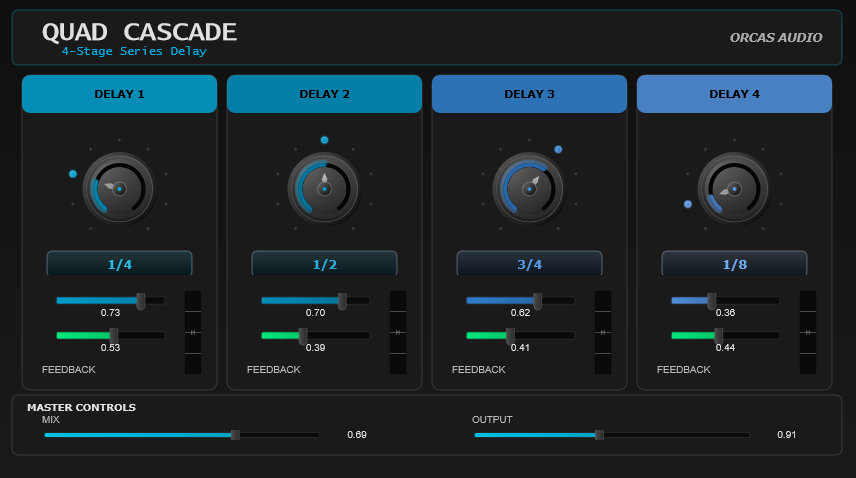 QUAD CASCADE
4-Stage Series Delay
ORCAS AUDIO
DELAY 1
DELAY 2
DELAY 3
DELAY 4
1/4
1/2
3/4
1/8
0.73
0.70
0.62
0.36
0.53
0.39
0.41
0.44
FEEDBACK
FEEDBACK
FEEDBACK
FEEDBACK
MASTER CONTROLS
MIX
0.69
OUTPUT
0.91